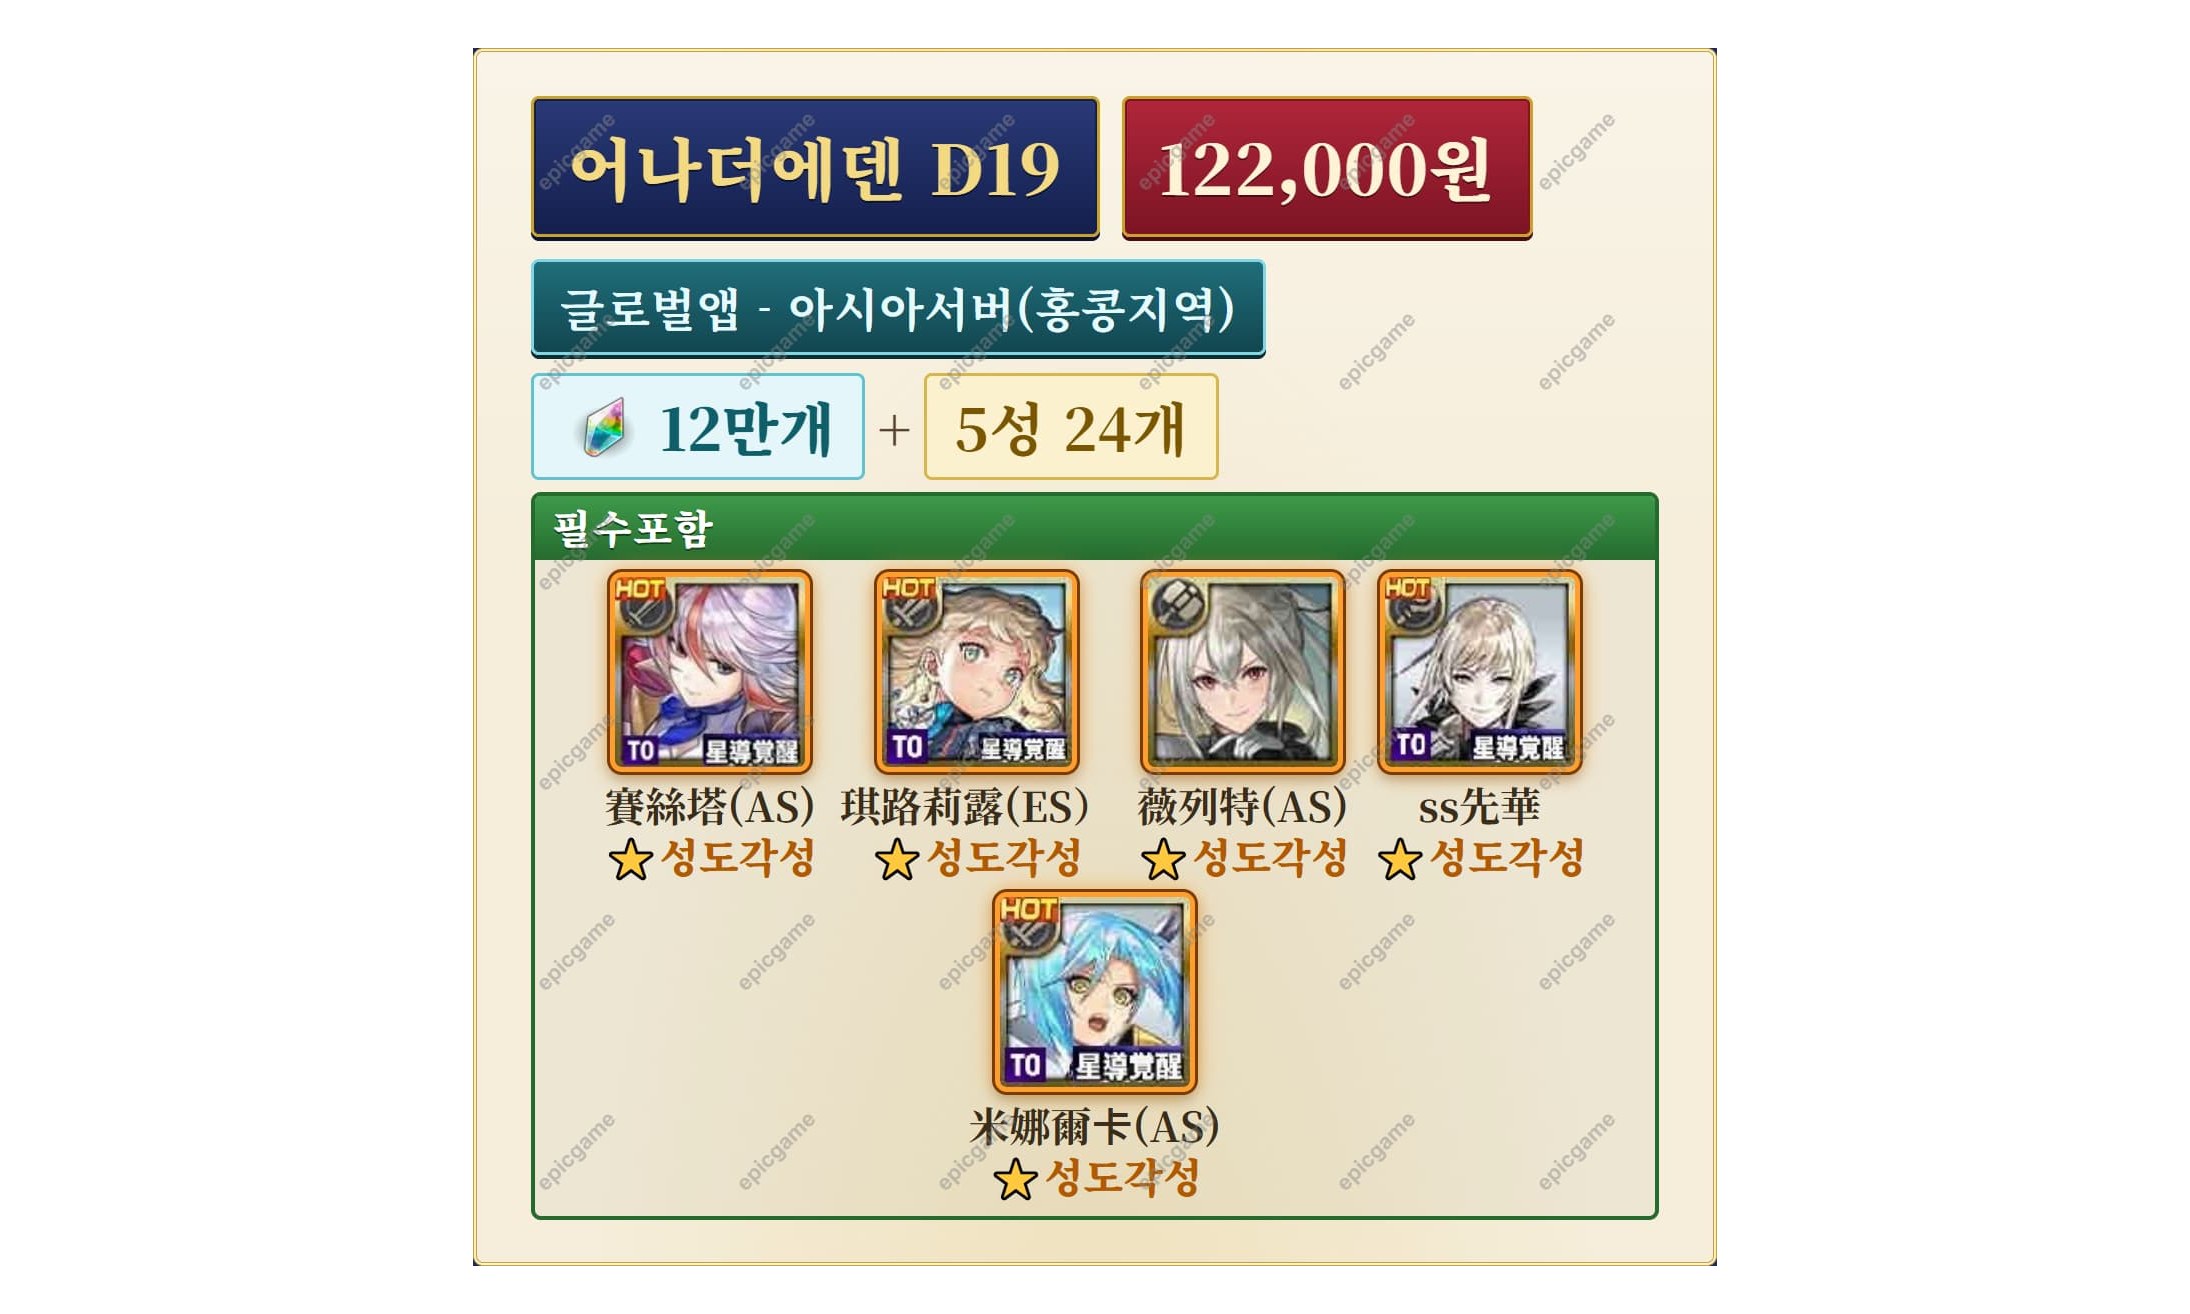 어나더에덴 D19
122,000원
글로벌앱 - 아시아서버(홍콩지역)
12만개 + 5성 24개
필수포함
HOT
TO 星導覚醒
賽絲塔(AS)
성도각성
HOT
TO 星導覚醒
琪路莉露(ES)
성도각성
薇列特(AS)
성도각성
HOT
TO 星導覚醒
ss先華
성도각성
HOT
TO 星導覚醒
米娜爾卡(AS)
성도각성
epicgame